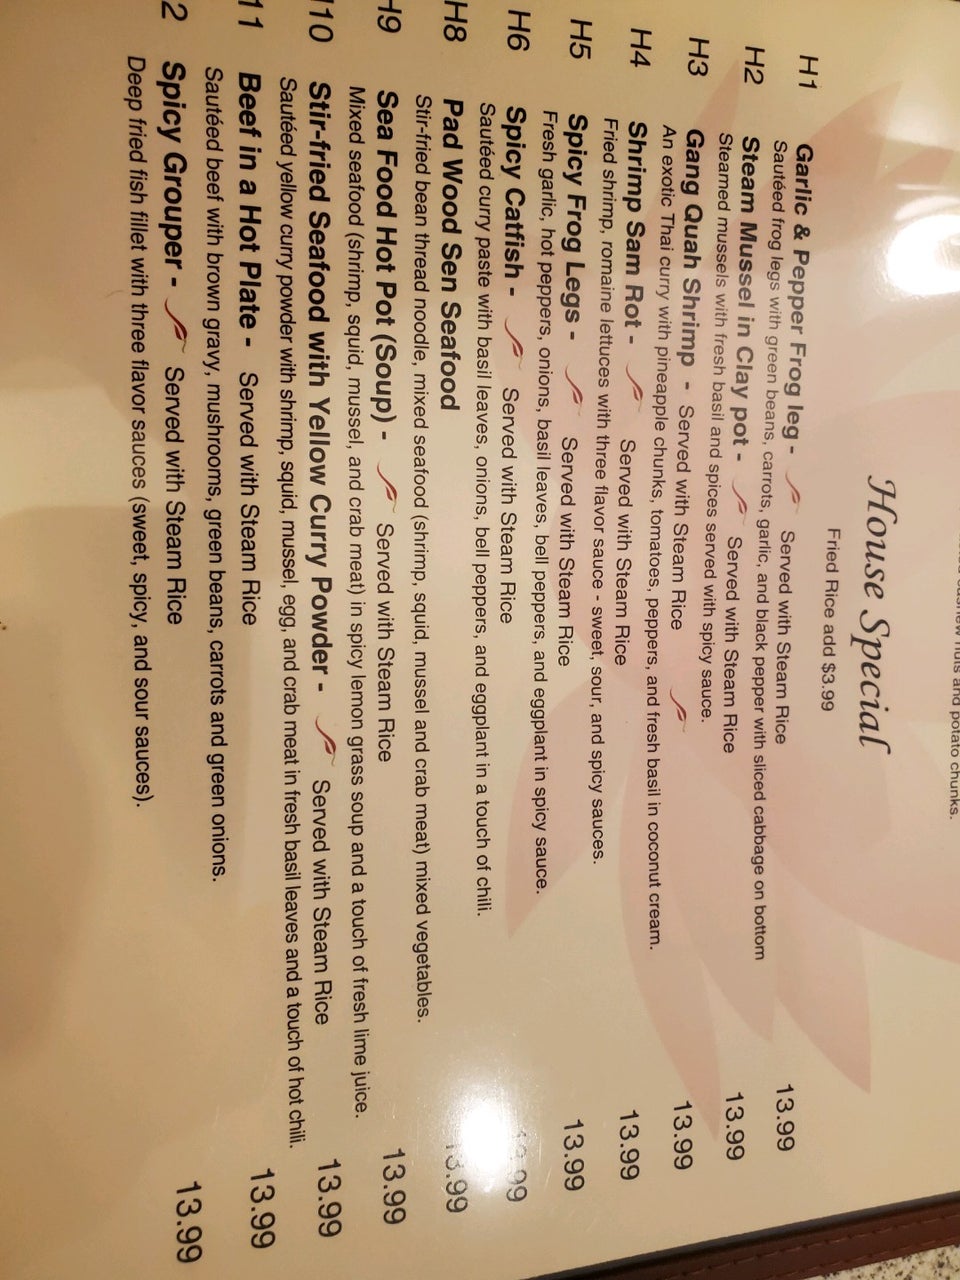 nuts and potato chunks.
House Special
Fried Rice add $3.99
H1 Garlic & Pepper Frog leg - Served with Steam Rice 13.99
Sautéed frog legs with green beans, carrots, garlic, and black pepper with sliced cabbage on bottom
H2 Steam Mussel in Clay pot - Served with Steam Rice 13.99
Steamed mussels with fresh basil and spices served with spicy sauce.
H3 Gang Quah Shrimp - Served with Steam Rice 13.99
An exotic Thai curry with pineapple chunks, tomatoes, peppers, and fresh basil in coconut cream.
H4 Shrimp Sam Rot - Served with Steam Rice 13.99
Fried shrimp, romaine lettuces with three flavor sauce - sweet, sour, and spicy sauces.
H5 Spicy Frog Legs - Served with Steam Rice 13.99
Fresh garlic, hot peppers, onions, basil leaves, bell peppers, and eggplant in spicy sauce.
H6 Spicy Catfish - Served with Steam Rice
Sautéed curry paste with basil leaves, onions, bell peppers, and eggplant in a touch of chili.
H8 Pad Wood Sen Seafood 13.99
Stir-fried bean thread noodle, mixed seafood (shrimp, squid, mussel and crab meat) mixed vegetables.
H9 Sea Food Hot Pot (Soup) - Served with Steam Rice 13.99
Mixed seafood (shrimp, squid, mussel, and crab meat) in spicy lemon grass soup and a touch of fresh lime juice.
10 Stir-fried Seafood with Yellow Curry Powder - Served with Steam Rice 13.99
Sautéed yellow curry powder with shrimp, squid, mussel, egg, and crab meat in fresh basil leaves and a touch of hot chili.
11 Beef in a Hot Plate - Served with Steam Rice 13.99
Sautéed beef with brown gravy, mushrooms, green beans, carrots and green onions.
2 Spicy Grouper - Served with Steam Rice 13.99
Deep fried fish fillet with three flavor sauces (sweet, spicy, and sour sauces).